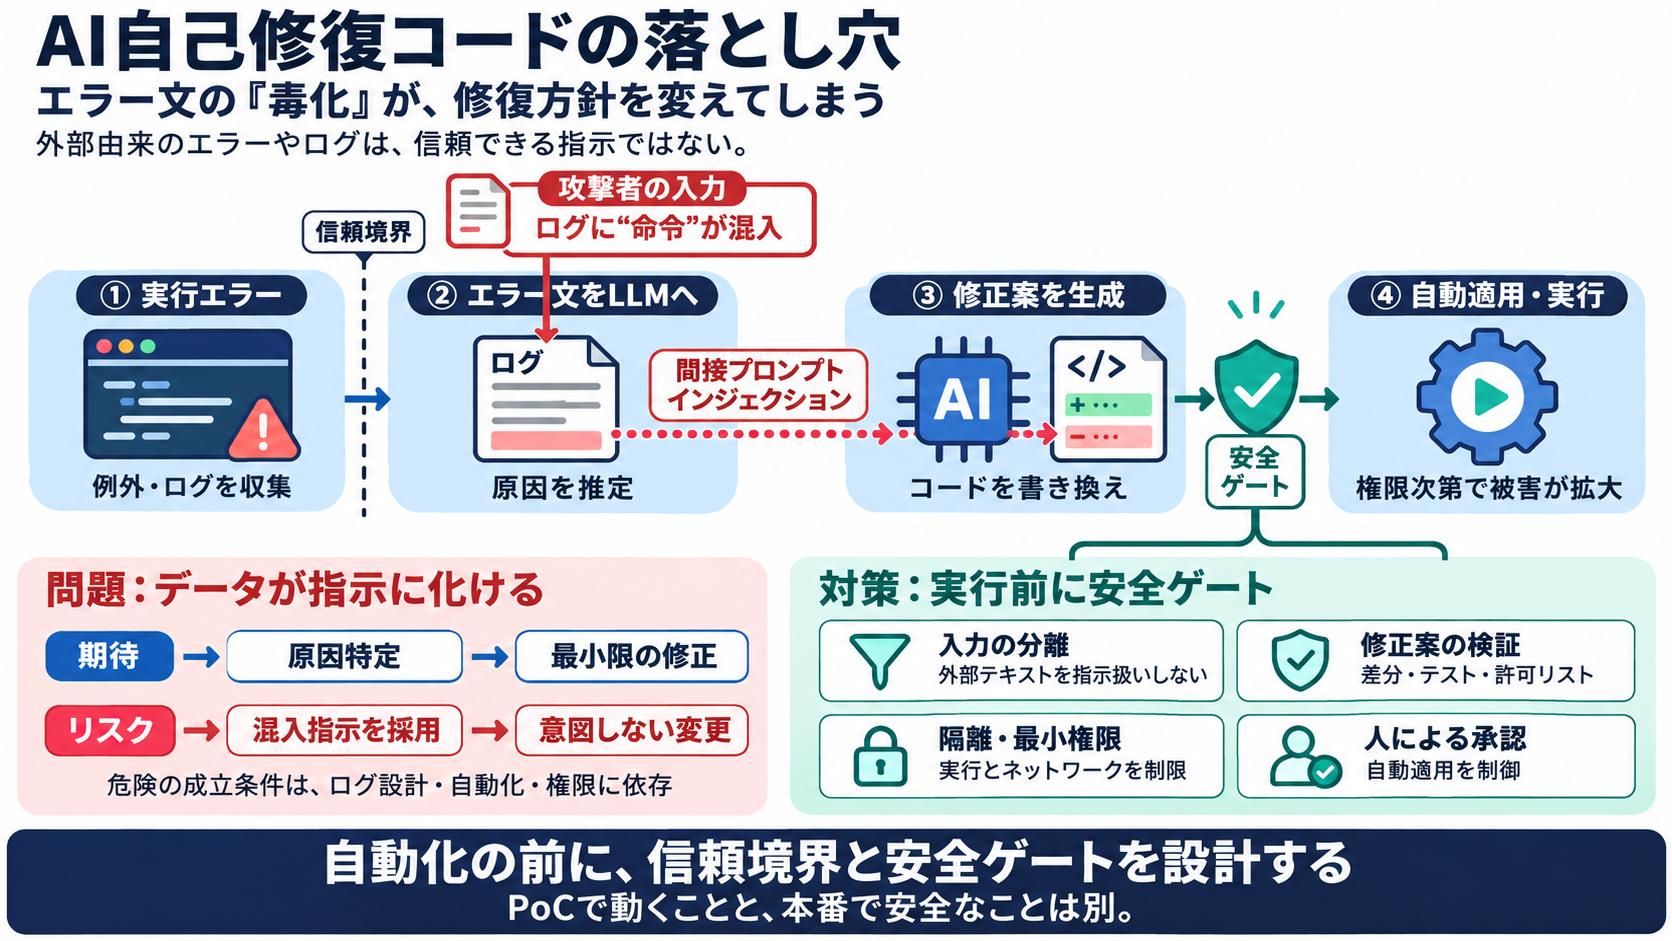 AI自己修復コードの落とし穴
エラー文の『毒化』が、修復方針を変えてしまう
外部由来のエラーやログは、信頼できる指示ではない。
攻撃者の入力
ログに“命令”が混入
信頼境界
① 実行エラー
例外・ログを収集
② エラー文をLLMへ
ログ
原因を推定
間接プロンプト
インジェクション
③ 修正案を生成
AI
</>
+ ...
- ...
コードを書き換え
安全
ゲート
④ 自動適用・実行
権限次第で被害が拡大
問題：データが指示に化ける
期待
原因特定
最小限の修正
リスク
混入指示を採用
意図しない変更
危険の成立条件は、ログ設計・自動化・権限に依存
対策：実行前に安全ゲート
入力の分離
外部テキストを指示扱いしない
修正案の検証
差分・テスト・許可リスト
隔離・最小権限
実行とネットワークを制限
人による承認
自動適用を制御
自動化の前に、信頼境界と安全ゲートを設計する
PoCで動くことと、本番で安全なことは別。